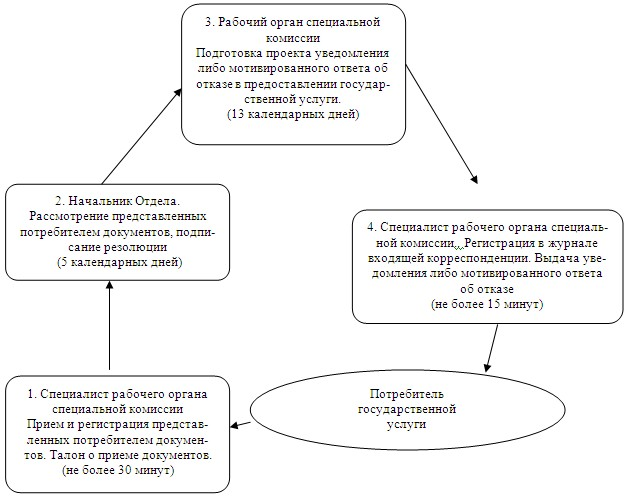 3. Рабочий орган специальной
комиссии
Подготовка проекта уведомления
либо мотивированного ответа об
отказе в предоставлении государ-
ственной услуги.
(13 календарных дней)
2. Начальник Отдела.
Рассмотрение представленных
потребителем документов, подпи-
сание резолюции
(5 календарных дней)
4. Специалист рабочего органа специаль-
ной комиссии,. Регистрация в журнале
входящей корреспонденции. Выдача уве-
домления либо мотивированного ответа
об отказе
(не более 15 минут)
1. Специалист рабочего органа
специальной комиссии
Прием и регистрация представ-
ленных потребителем докумен-
тов. Талон о приеме документов.
(не более 30 минут)
Потребитель
государственной
услуги